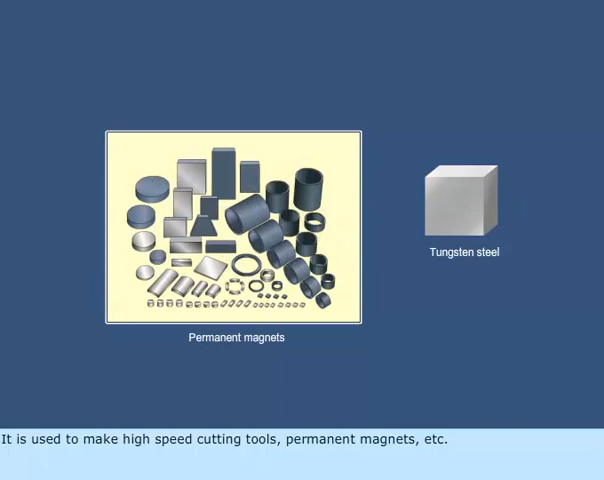 Tungsten steel
Permanent magnets
It is used to make high speed cutting tools, permanent magnets, etc.